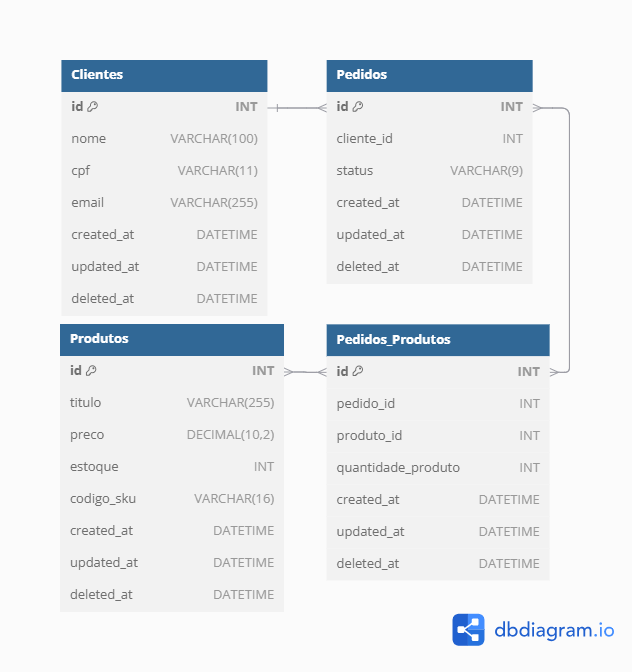 Clientes
id INT
nome VARCHAR(100)
cpf VARCHAR(11)
email VARCHAR(255)
created_at DATETIME
updated_at DATETIME
deleted_at DATETIME
Pedidos
id INT
cliente_id INT
status VARCHAR(9)
created_at DATETIME
updated_at DATETIME
deleted_at DATETIME
Produtos
id INT
titulo VARCHAR(255)
preco DECIMAL(10,2)
estoque INT
codigo_sku VARCHAR(16)
created_at DATETIME
updated_at DATETIME
deleted_at DATETIME
Pedidos_Produtos
id INT
pedido_id INT
produto_id INT
quantidade_produto INT
created_at DATETIME
updated_at DATETIME
deleted_at DATETIME
dbdiagram.io